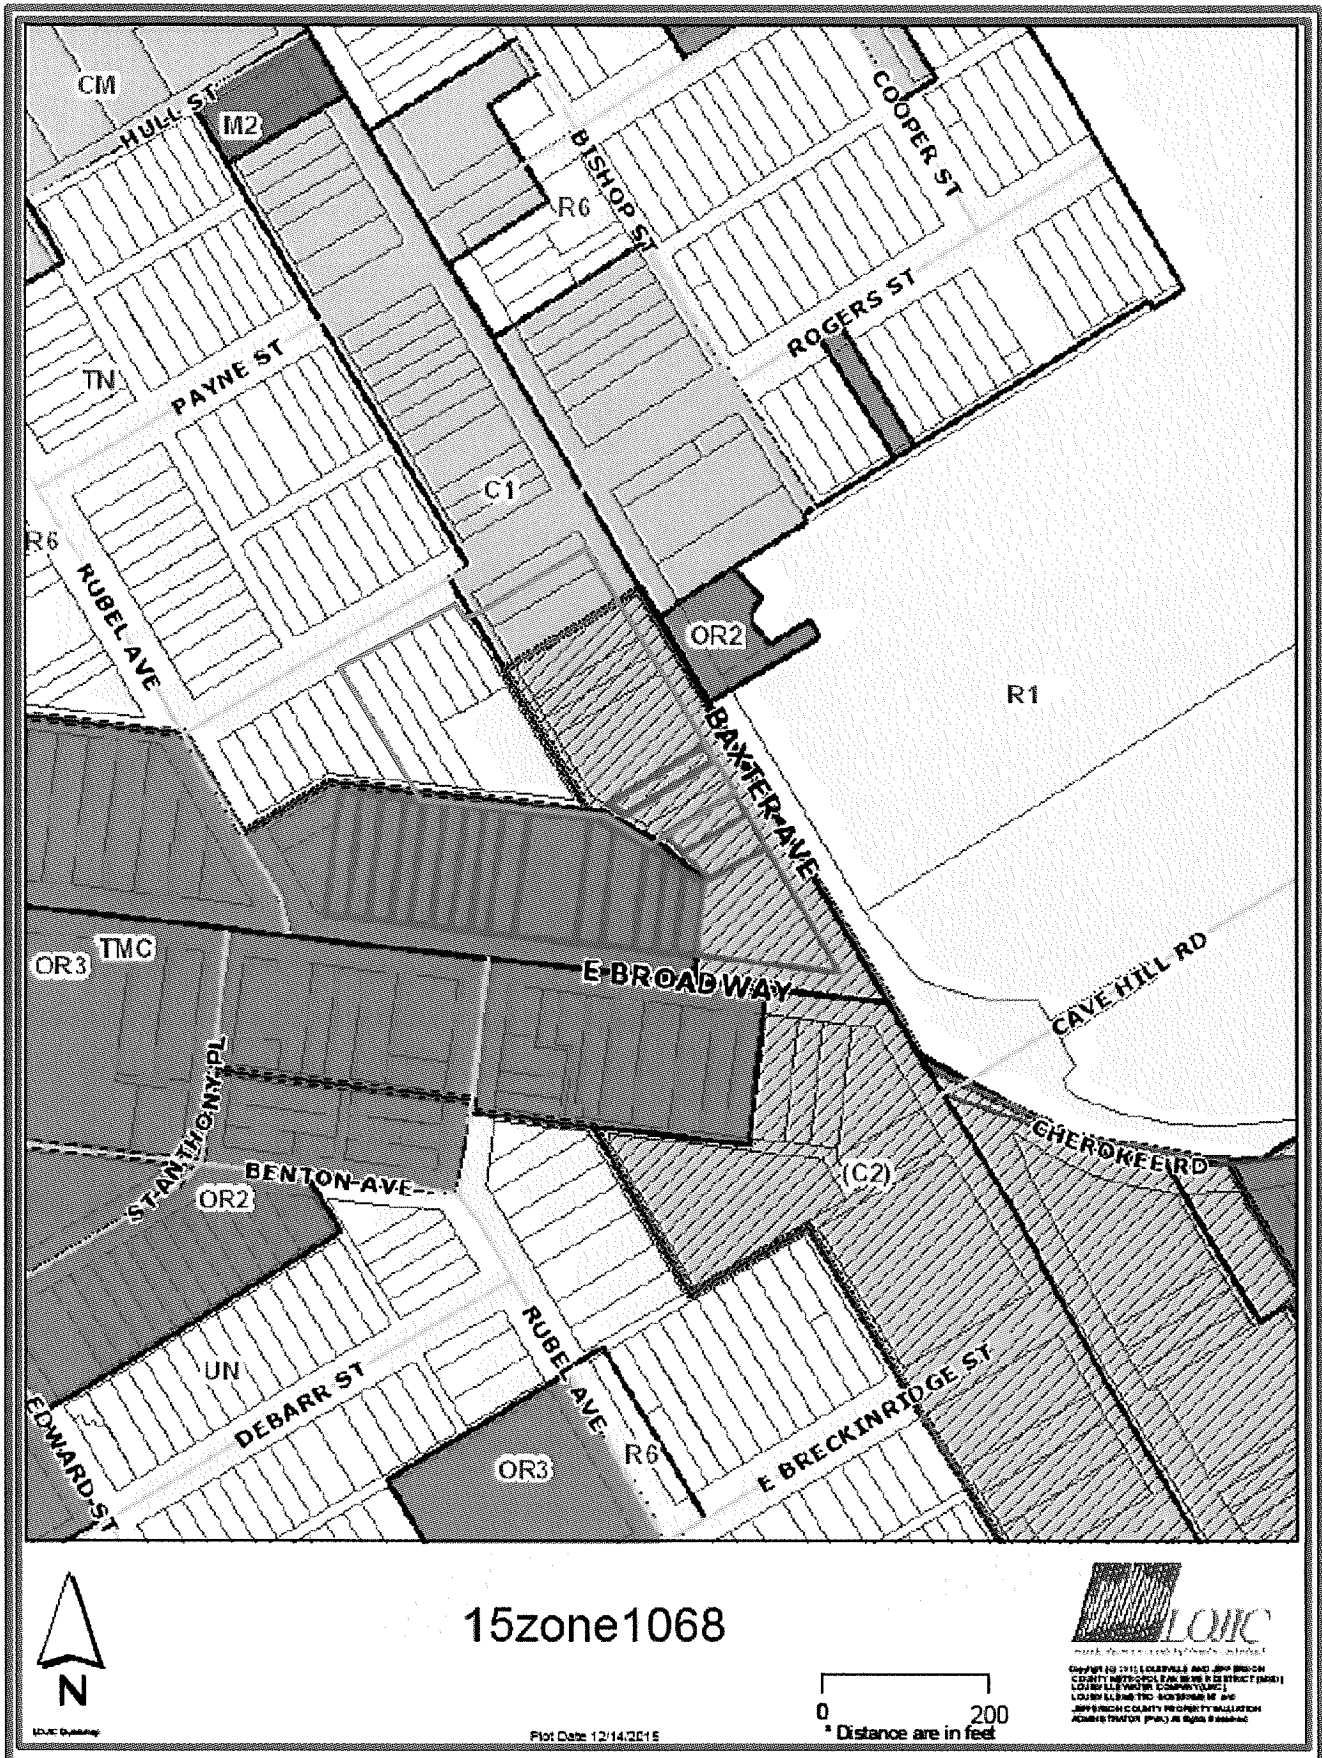 CM
HULL ST
M2
COOPER ST
BISHOP ST
R6
ROGERS ST
TN
PAYNE ST
C1
R6
RUBEL AVE
OR2
R1
BAXTER AVE
OR3
TMC
E BROADWAY
CAVE HILL RD
ST ANTHONY PL
CHEROKEE RD
BENTON AVE
OR2
(C2)
RUBEL AVE
UN
DEBARR ST
EDWARD ST
OR3
R6
E BRECKINRIDGE ST
15zone1068
LOJIC
N
0 200
* Distance are in feet
Plot Date 12/14/2015